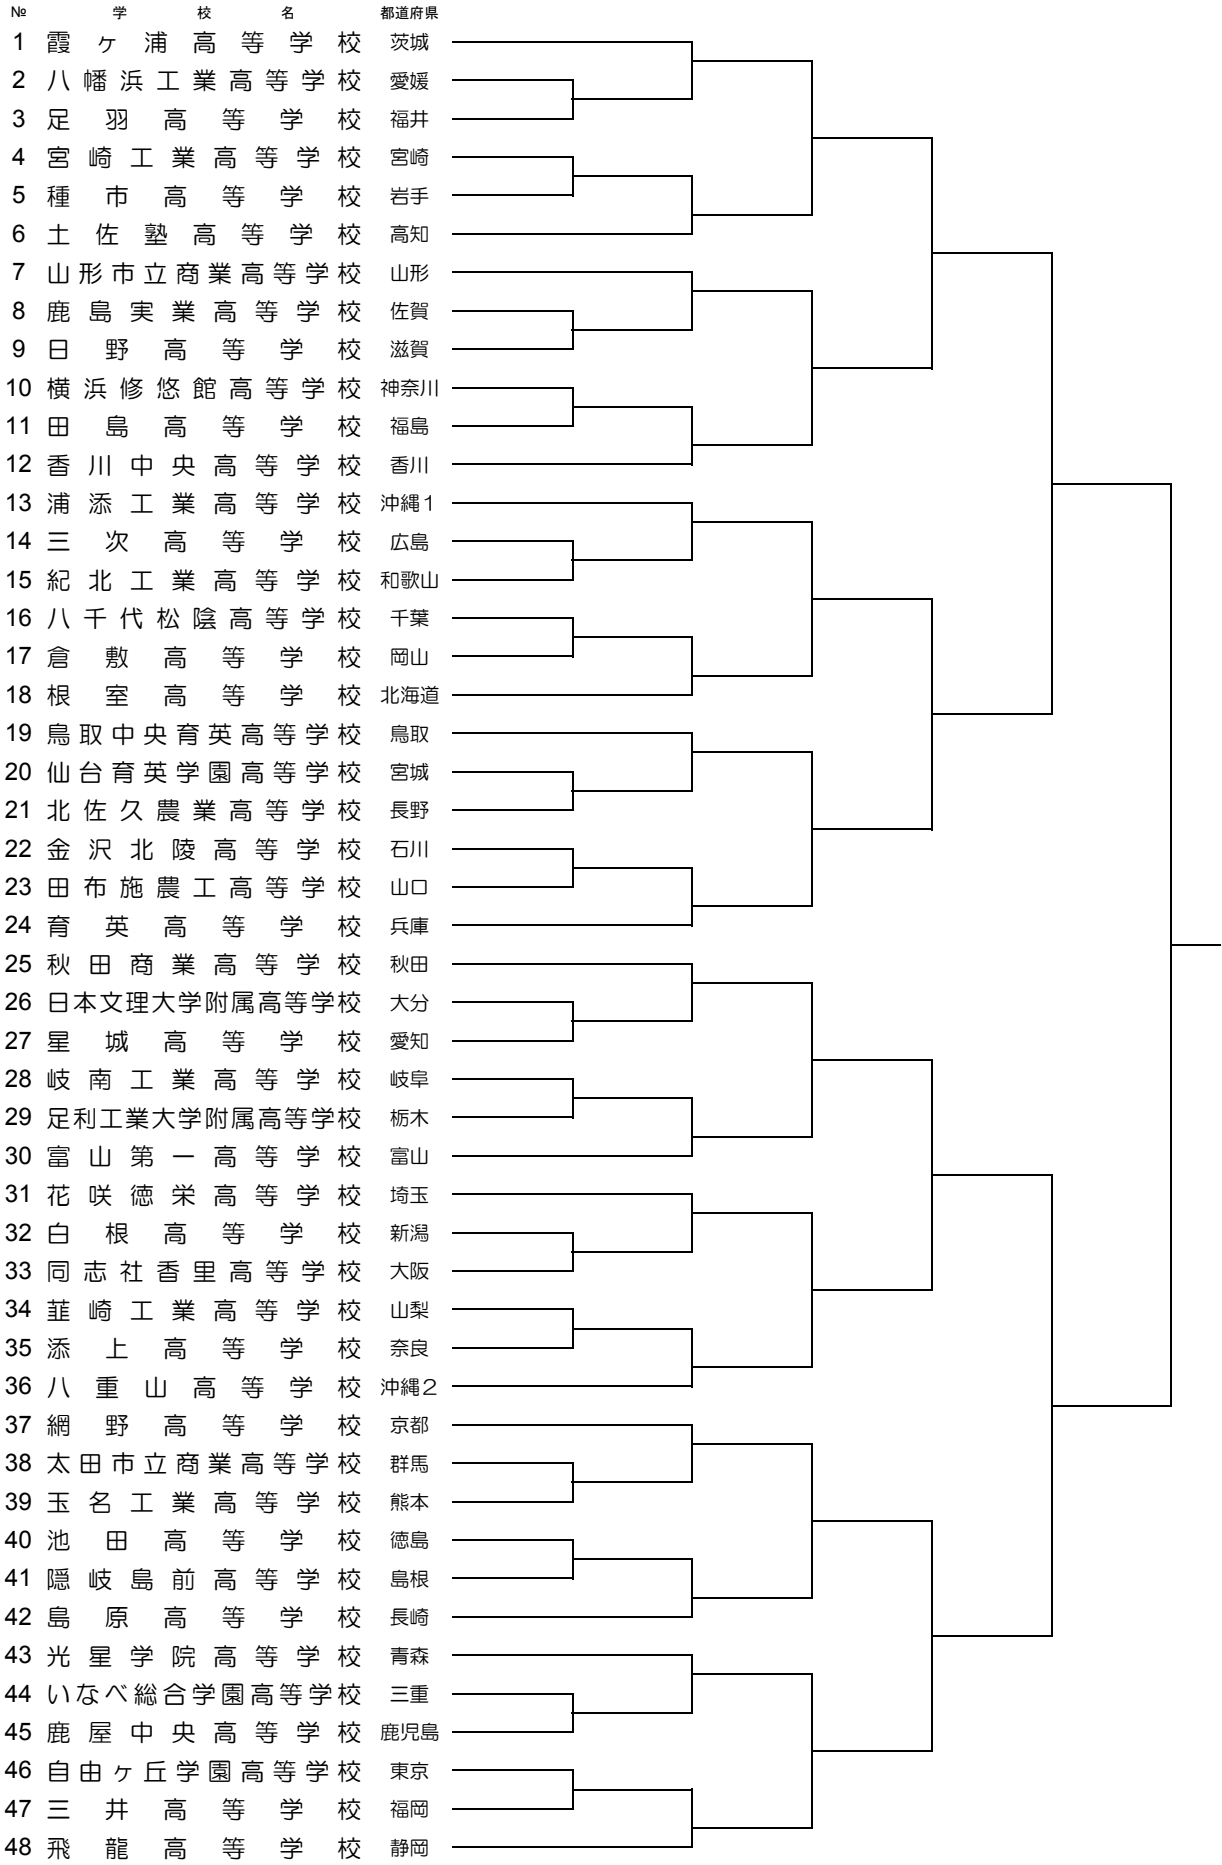 № 学校名 都道府県
1 霞ヶ浦高等学校 茨城
2 八幡浜工業高等学校 愛媛
3 足羽高等学校 福井
4 宮崎工業高等学校 宮崎
5 種市高等学校 岩手
6 土佐塾高等学校 高知
7 山形市立商業高等学校 山形
8 鹿島実業高等学校 佐賀
9 日野高等学校 滋賀
10 横浜修悠館高等学校 神奈川
11 田島高等学校 福島
12 香川中央高等学校 香川
13 浦添工業高等学校 沖縄1
14 三次高等学校 広島
15 紀北工業高等学校 和歌山
16 八千代松陰高等学校 千葉
17 倉敷高等学校 岡山
18 根室高等学校 北海道
19 鳥取中央育英高等学校 鳥取
20 仙台育英学園高等学校 宮城
21 北佐久農業高等学校 長野
22 金沢北陵高等学校 石川
23 田布施農工高等学校 山口
24 育英高等学校 兵庫
25 秋田商業高等学校 秋田
26 日本文理大学附属高等学校 大分
27 星城高等学校 愛知
28 岐南工業高等学校 岐阜
29 足利工業大学附属高等学校 栃木
30 富山第一高等学校 富山
31 花咲徳栄高等学校 埼玉
32 白根高等学校 新潟
33 同志社香里高等学校 大阪
34 韮崎工業高等学校 山梨
35 添上高等学校 奈良
36 八重山高等学校 沖縄2
37 網野高等学校 京都
38 太田市立商業高等学校 群馬
39 玉名工業高等学校 熊本
40 池田高等学校 徳島
41 隠岐島前高等学校 島根
42 島原高等学校 長崎
43 光星学院高等学校 青森
44 いなべ総合学園高等学校 三重
45 鹿屋中央高等学校 鹿児島
46 自由ヶ丘学園高等学校 東京
47 三井高等学校 福岡
48 飛龍高等学校 静岡